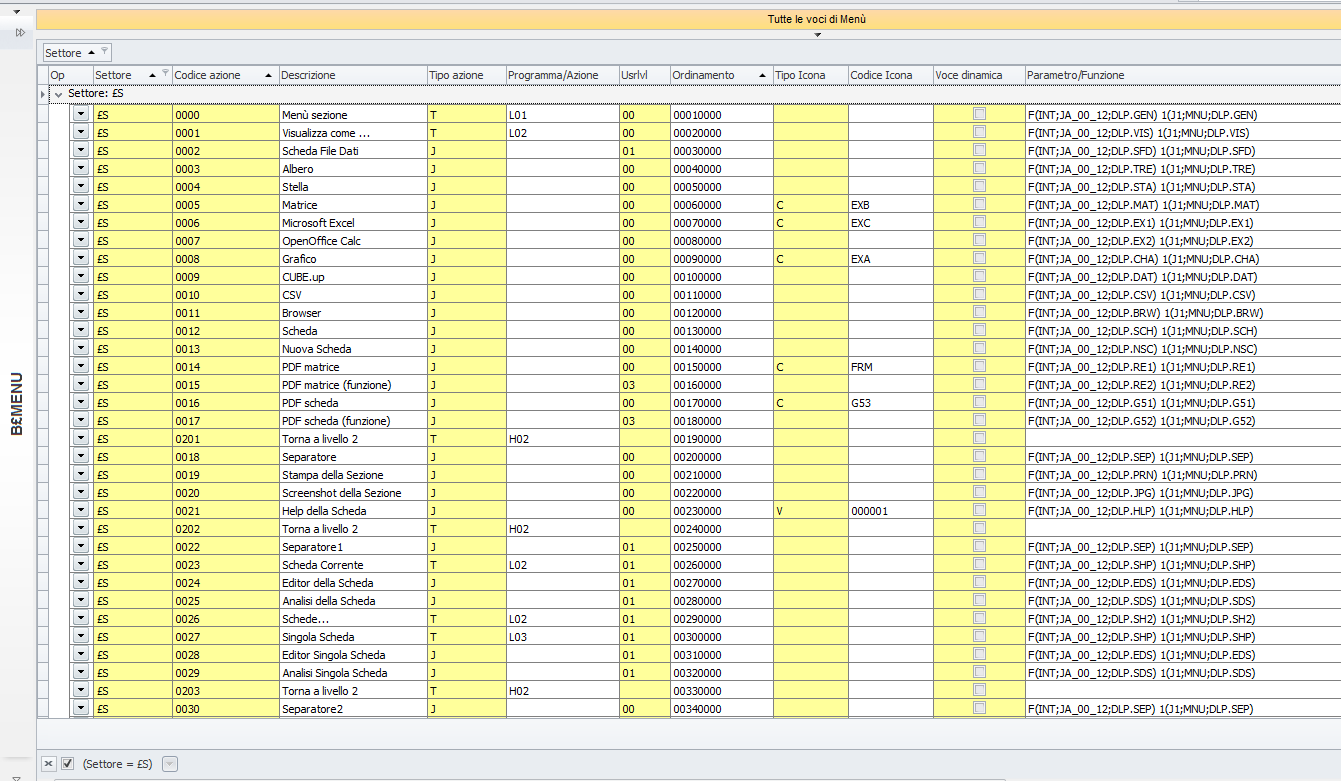 Tutte le voci di Menù
Settore
Op Settore Codice azione Descrizione Tipo azione Programma/Azione Usrlvl Ordinamento Tipo Icona Codice Icona Voce dinamica Parametro/Funzione
Settore: £S
£S 0000 Menù sezione T L01 00 00010000 F(INT;JA_00_12;DLP.GEN) 1(J1;MNU;DLP.GEN)
£S 0001 Visualizza come ... T L02 00 00020000 F(INT;JA_00_12;DLP.VIS) 1(J1;MNU;DLP.VIS)
£S 0002 Scheda File Dati J 01 00030000 F(INT;JA_00_12;DLP.SFD) 1(J1;MNU;DLP.SFD)
£S 0003 Albero J 00 00040000 F(INT;JA_00_12;DLP.TRE) 1(J1;MNU;DLP.TRE)
£S 0004 Stella J 00 00050000 F(INT;JA_00_12;DLP.STA) 1(J1;MNU;DLP.STA)
£S 0005 Matrice J 00 00060000 C EXB F(INT;JA_00_12;DLP.MAT) 1(J1;MNU;DLP.MAT)
£S 0006 Microsoft Excel J 00 00070000 C EXC F(INT;JA_00_12;DLP.EX1) 1(J1;MNU;DLP.EX1)
£S 0007 OpenOffice Calc J 00 00080000 F(INT;JA_00_12;DLP.EX2) 1(J1;MNU;DLP.EX2)
£S 0008 Grafico J 00 00090000 C EXA F(INT;JA_00_12;DLP.CHA) 1(J1;MNU;DLP.CHA)
£S 0009 CUBE.up J 00 00100000 F(INT;JA_00_12;DLP.DAT) 1(J1;MNU;DLP.DAT)
£S 0010 CSV J 00 00110000 F(INT;JA_00_12;DLP.CSV) 1(J1;MNU;DLP.CSV)
£S 0011 Browser J 00 00120000 F(INT;JA_00_12;DLP.BRW) 1(J1;MNU;DLP.BRW)
£S 0012 Scheda J 00 00130000 F(INT;JA_00_12;DLP.SCH) 1(J1;MNU;DLP.SCH)
£S 0013 Nuova Scheda J 00 00140000 F(INT;JA_00_12;DLP.NSC) 1(J1;MNU;DLP.NSC)
£S 0014 PDF matrice J 00 00150000 C FRM F(INT;JA_00_12;DLP.RE1) 1(J1;MNU;DLP.RE1)
£S 0015 PDF matrice (funzione) J 03 00160000 F(INT;JA_00_12;DLP.RE2) 1(J1;MNU;DLP.RE2)
£S 0016 PDF scheda J 00 00170000 C G53 F(INT;JA_00_12;DLP.G51) 1(J1;MNU;DLP.G51)
£S 0017 PDF scheda (funzione) J 03 00180000 F(INT;JA_00_12;DLP.G52) 1(J1;MNU;DLP.G52)
£S 0201 Torna a livello 2 T H02 00190000
£S 0018 Separatore J 00 00200000 F(INT;JA_00_12;DLP.SEP) 1(J1;MNU;DLP.SEP)
£S 0019 Stampa della Sezione J 00 00210000 F(INT;JA_00_12;DLP.PRN) 1(J1;MNU;DLP.PRN)
£S 0020 Screenshot della Sezione J 00 00220000 F(INT;JA_00_12;DLP.JPG) 1(J1;MNU;DLP.JPG)
£S 0021 Help della Scheda J 00 00230000 V 000001 F(INT;JA_00_12;DLP.HLP) 1(J1;MNU;DLP.HLP)
£S 0202 Torna a livello 2 T H02 00240000
£S 0022 Separatore1 J 01 00250000 F(INT;JA_00_12;DLP.SEP) 1(J1;MNU;DLP.SEP)
£S 0023 Scheda Corrente T L02 01 00260000 F(INT;JA_00_12;DLP.SHP) 1(J1;MNU;DLP.SHP)
£S 0024 Editor della Scheda J 01 00270000 F(INT;JA_00_12;DLP.EDS) 1(J1;MNU;DLP.EDS)
£S 0025 Analisi della Scheda J 01 00280000 F(INT;JA_00_12;DLP.SDS) 1(J1;MNU;DLP.SDS)
£S 0026 Schede... T L02 01 00290000 F(INT;JA_00_12;DLP.SH2) 1(J1;MNU;DLP.SH2)
£S 0027 Singola Scheda T L03 01 00300000 F(INT;JA_00_12;DLP.SHP) 1(J1;MNU;DLP.SHP)
£S 0028 Editor Singola Scheda J 01 00310000 F(INT;JA_00_12;DLP.EDS) 1(J1;MNU;DLP.EDS)
£S 0029 Analisi Singola Scheda J 01 00320000 F(INT;JA_00_12;DLP.SDS) 1(J1;MNU;DLP.SDS)
£S 0203 Torna a livello 2 T H02 00330000
£S 0030 Separatore2 J 00 00340000 F(INT;JA_00_12;DLP.SEP) 1(J1;MNU;DLP.SEP)
B£MENU
(Settore = £S)